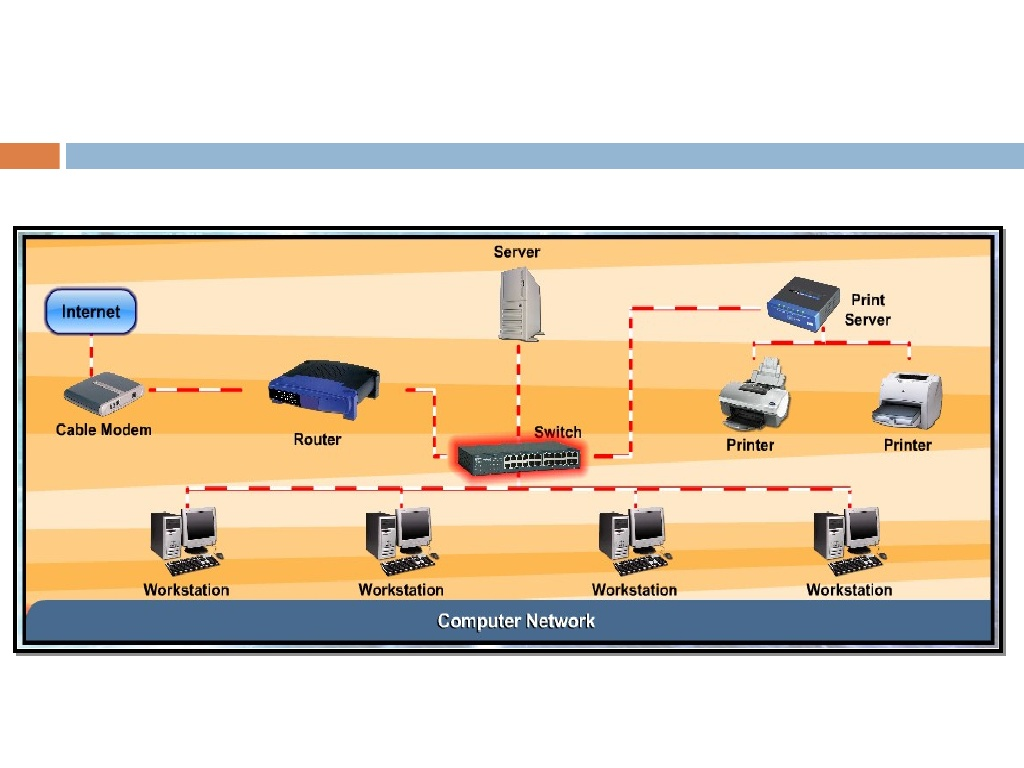 Server
Internet
Print
Server
Cable Modem
Router
Switch
Printer
Printer
Workstation
Workstation
Workstation
Workstation
Computer Network